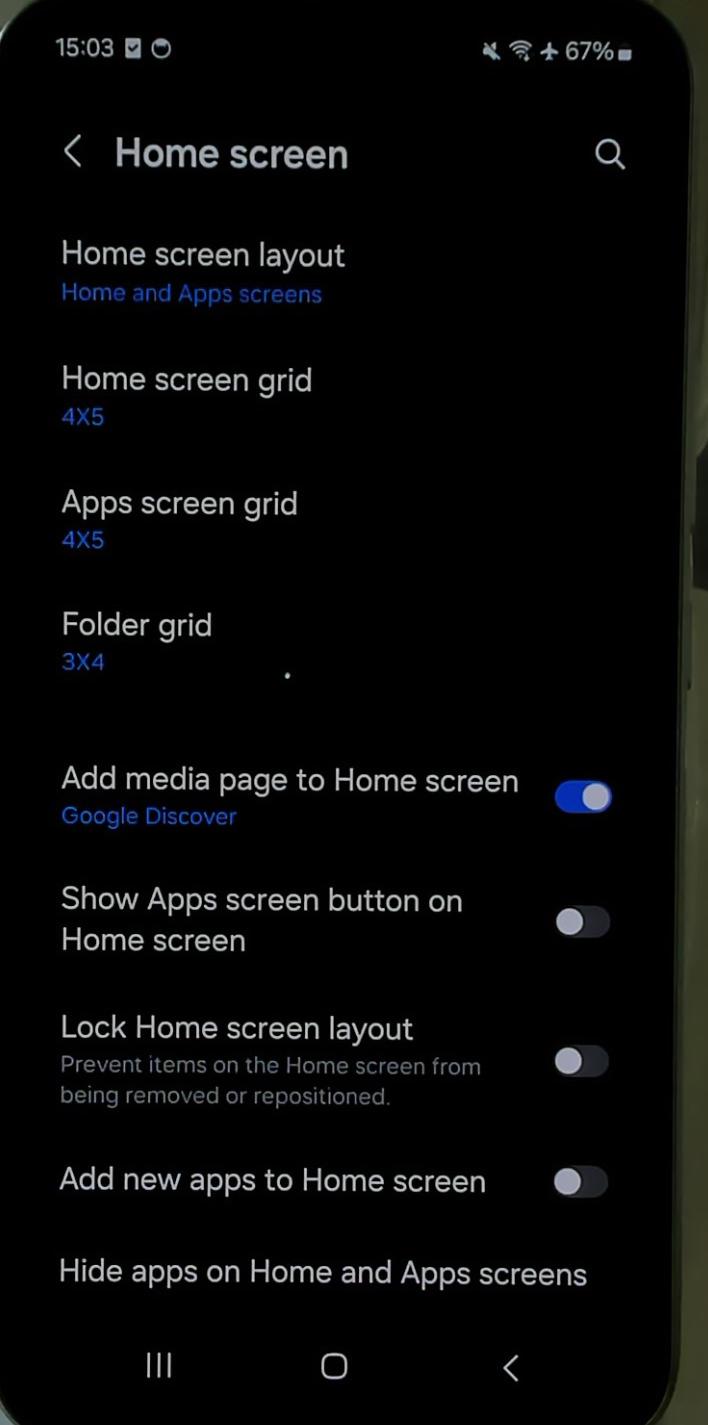 15:03 67%
Home screen
Home screen layout
Home and Apps screens
Home screen grid
4X5
Apps screen grid
4X5
Folder grid
3X4
Add media page to Home screen
Google Discover
Show Apps screen button on
Home screen
Lock Home screen layout
Prevent items on the Home screen from
being removed or repositioned.
Add new apps to Home screen
Hide apps on Home and Apps screens